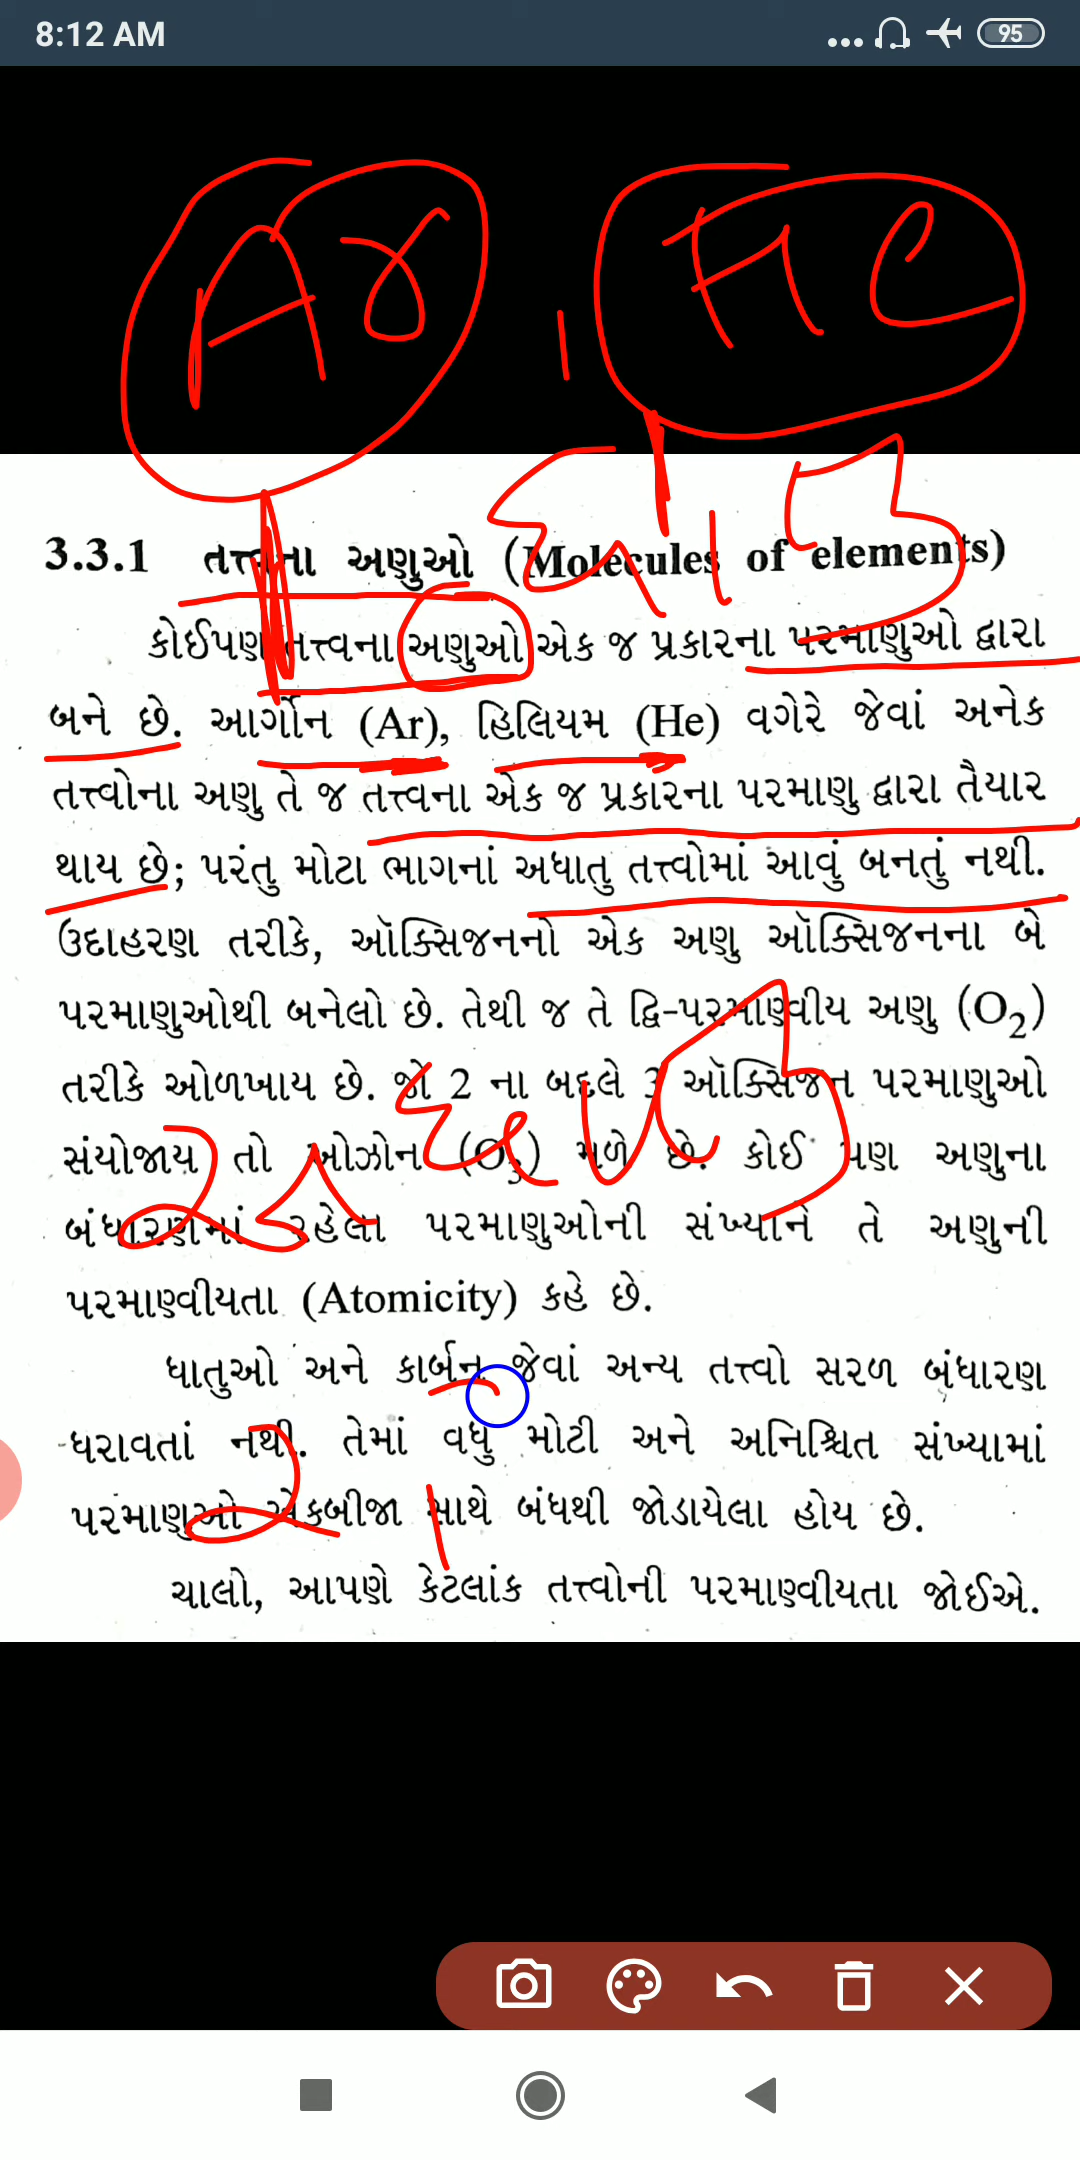 8:12 AM
95
Ar, He
3.3.1 તત્ત્વના અણુઓ (Molecules of elements)
કોઈપણ તત્ત્વના અણુઓ એક જ પ્રકારના પરમાણુઓ દ્વારા
બને છે. આર્ગોન (Ar), હિલિયમ (He) વગેરે જેવાં અનેક
તત્ત્વોના અણુ તે જ તત્ત્વના એક જ પ્રકારના પરમાણુ દ્વારા તૈયાર
થાય છે; પરંતુ મોટા ભાગનાં અધાતુ તત્ત્વોમાં આવું બનતું નથી.
ઉદાહરણ તરીકે, ઑક્સિજનનો એક અણુ ઑક્સિજનના બે
પરમાણુઓથી બનેલો છે. તેથી જ તે દ્વિ-પરમાણ્વીય અણુ (O₂)
તરીકે ઓળખાય છે. જો 2 ના બદલે 3 ઑક્સિજન પરમાણુઓ
સંયોજાય તો ઓઝોન (O₃) મળે છે. કોઈ પણ અણુના
બંધારણમાં રહેલા પરમાણુઓની સંખ્યાને તે અણુની
પરમાણ્વીયતા (Atomicity) કહે છે.
ધાતુઓ અને કાર્બન જેવાં અન્ય તત્ત્વો સરળ બંધારણ
ધરાવતાં નથી. તેમાં વધુ મોટી અને અનિશ્ચિત સંખ્યામાં
પરમાણુઓ એકબીજા સાથે બંધથી જોડાયેલા હોય છે.
ચાલો, આપણે કેટલાંક તત્ત્વોની પરમાણ્વીયતા જોઈએ.